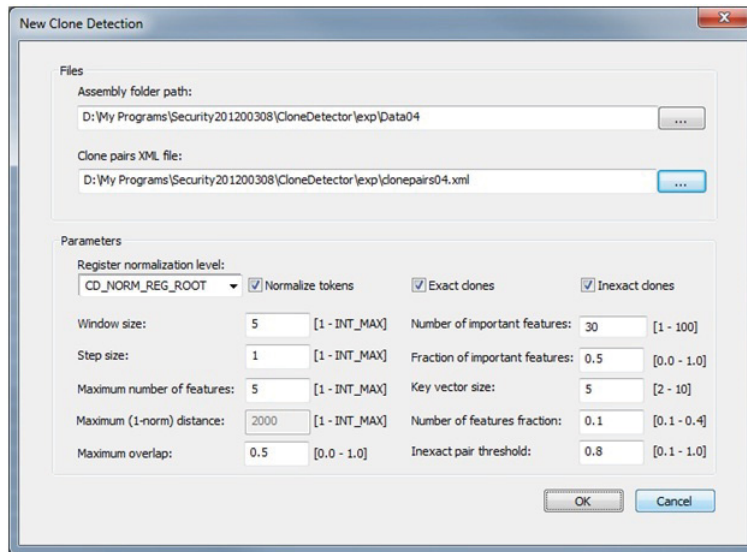 New Clone Detection
Files
Assembly folder path:
D:\My Programs\Security201200308\CloneDetector\exp\Data04
...
Clone pairs XML file:
D:\My Programs\Security201200308\CloneDetector\exp\clonepairs04.xml
...
Parameters
Register normalization level:
CD_NORM_REG_ROOT Normalize tokens Exact clones Inexact clones
Window size: 5 [1 - INT_MAX] Number of important features: 30 [1 - 100]
Step size: 1 [1 - INT_MAX] Fraction of important features: 0.5 [0.0 - 1.0]
Maximum number of features: 5 [1 - INT_MAX] Key vector size: 5 [2 - 10]
Maximum (1-norm) distance: 2000 [1 - INT_MAX] Number of features fraction: 0.1 [0.1 - 0.4]
Maximum overlap: 0.5 [0.0 - 1.0] Inexact pair threshold: 0.8 [0.1 - 1.0]
OK Cancel